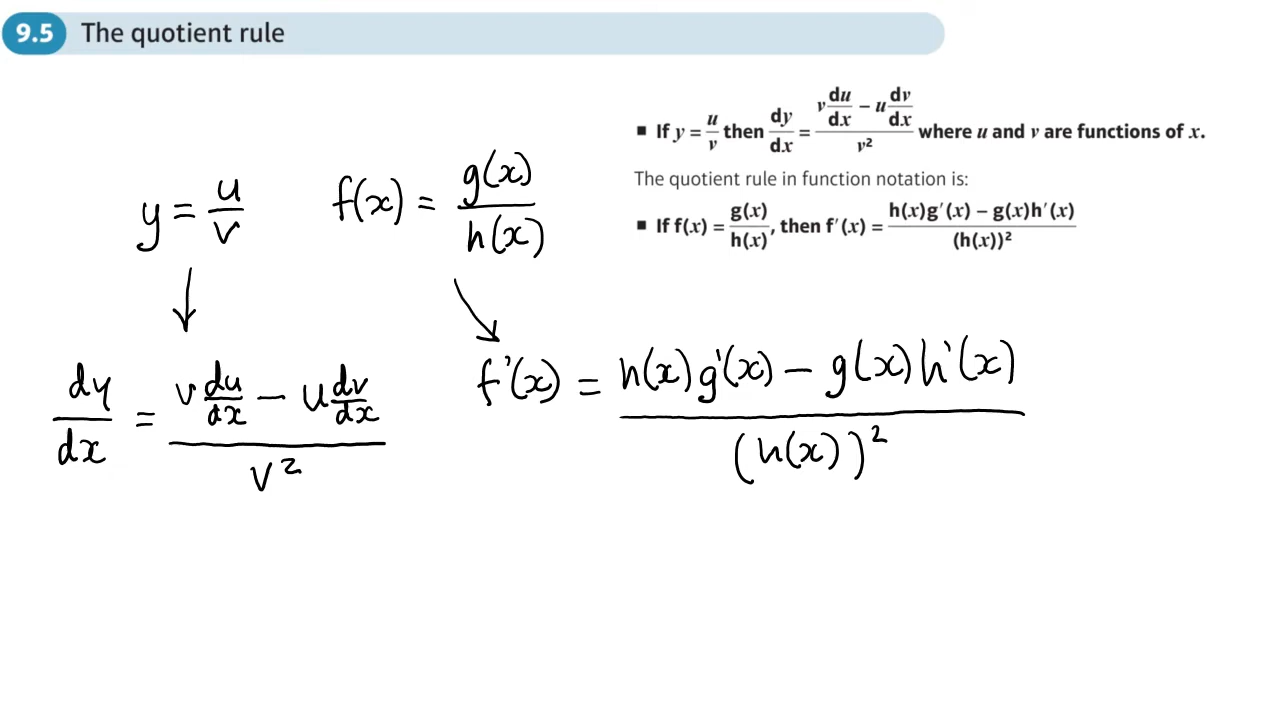 9.5 The quotient rule
▪ If y = u/v then dy/dx = (v du/dx − u dv/dx)/v² where u and v are functions of x.
The quotient rule in function notation is:
▪ If f(x) = g(x)/h(x), then f′(x) = (h(x)g′(x) − g(x)h′(x))/(h(x))²
y = u/v
f(x) = g(x)/h(x)
dy/dx = (v du/dx − u dv/dx)/v²
f'(x) = (h(x)g'(x) − g(x)h'(x))/(h(x))²